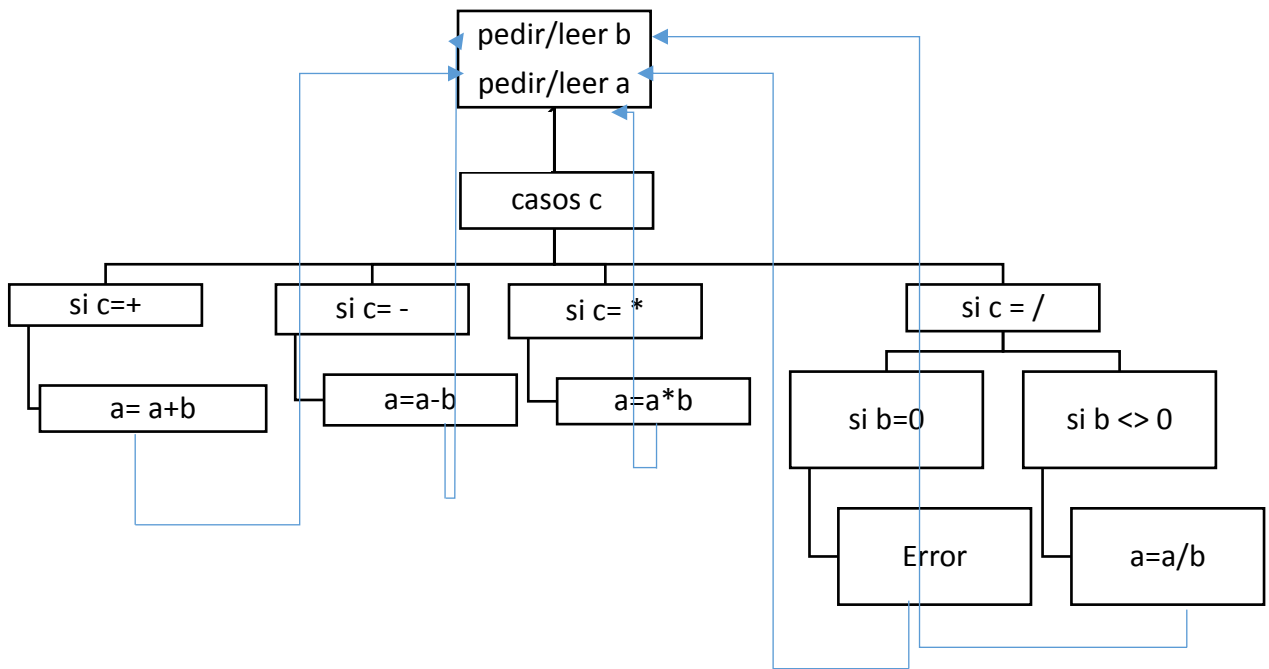 pedir/leer b
pedir/leer a
casos c
si c=+
si c= -
si c= *
si c = /
a= a+b
a=a-b
a=a*b
si b=0
si b <> 0
Error
a=a/b